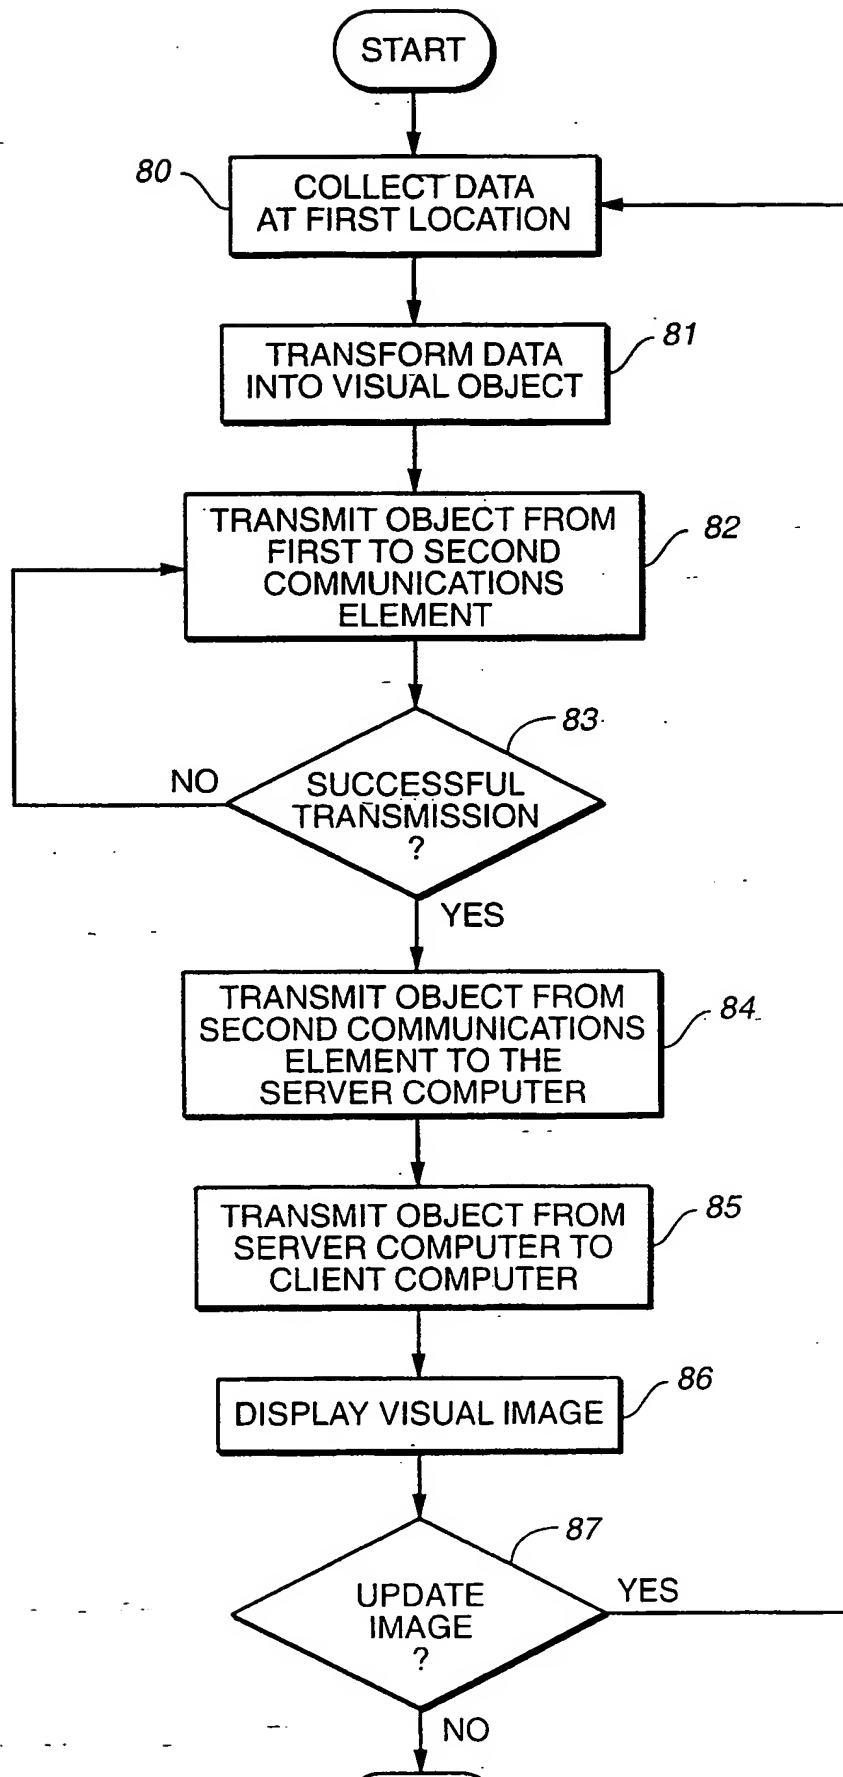 START
80
COLLECT DATA
AT FIRST LOCATION
81
TRANSFORM DATA
INTO VISUAL OBJECT
82
TRANSMIT OBJECT FROM
FIRST TO SECOND
COMMUNICATIONS
ELEMENT
83
NO
SUCCESSFUL
TRANSMISSION
?
YES
84
TRANSMIT OBJECT FROM
SECOND COMMUNICATIONS
ELEMENT TO THE
SERVER COMPUTER
85
TRANSMIT OBJECT FROM
SERVER COMPUTER TO
CLIENT COMPUTER
86
DISPLAY VISUAL IMAGE
87
YES
UPDATE
IMAGE
?
NO